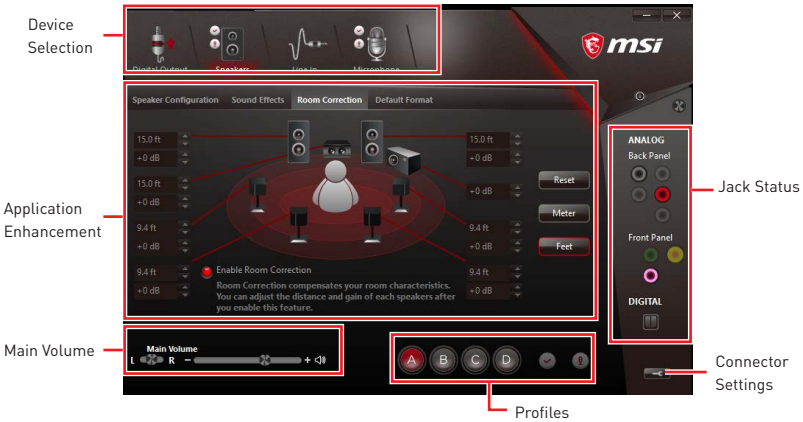 Device
Selection
msi
Digital Output
Speakers
Line In
Microphone
Speaker Configuration
Sound Effects
Room Correction
Default Format
15.0 ft
+0 dB
15.0 ft
+0 dB
9.4 ft
+0 dB
9.4 ft
+0 dB
15.0 ft
+0 dB
+0 dB
9.4 ft
+0 dB
9.4 ft
+0 dB
Reset
Meter
Feet
Enable Room Correction
Room Correction compensates your room characteristics.
You can adjust the distance and gain of each speakers after
you enable this feature.
Application
Enhancement
ANALOG
Back Panel
Front Panel
DIGITAL
Jack Status
Main Volume
Main Volume
L
R
−
+
A
B
C
D
Profiles
Connector
Settings